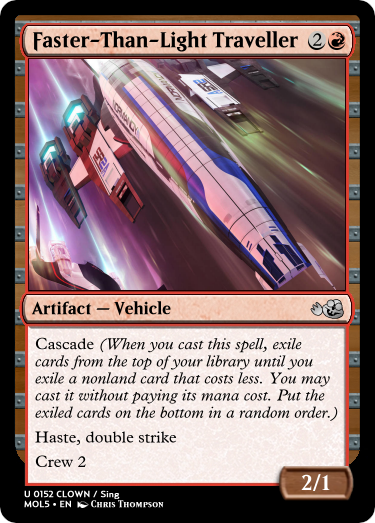 Faster-Than-Light Traveller 2
NORMANDY
Artifact — Vehicle
Cascade (When you cast this spell, exile
cards from the top of your library until you
exile a nonland card that costs less. You may
cast it without paying its mana cost. Put the
exiled cards on the bottom in a random order.)
Haste, double strike
Crew 2
2/1
U 0152 CLOWN / Sing
MOL5 • EN Chris Thompson